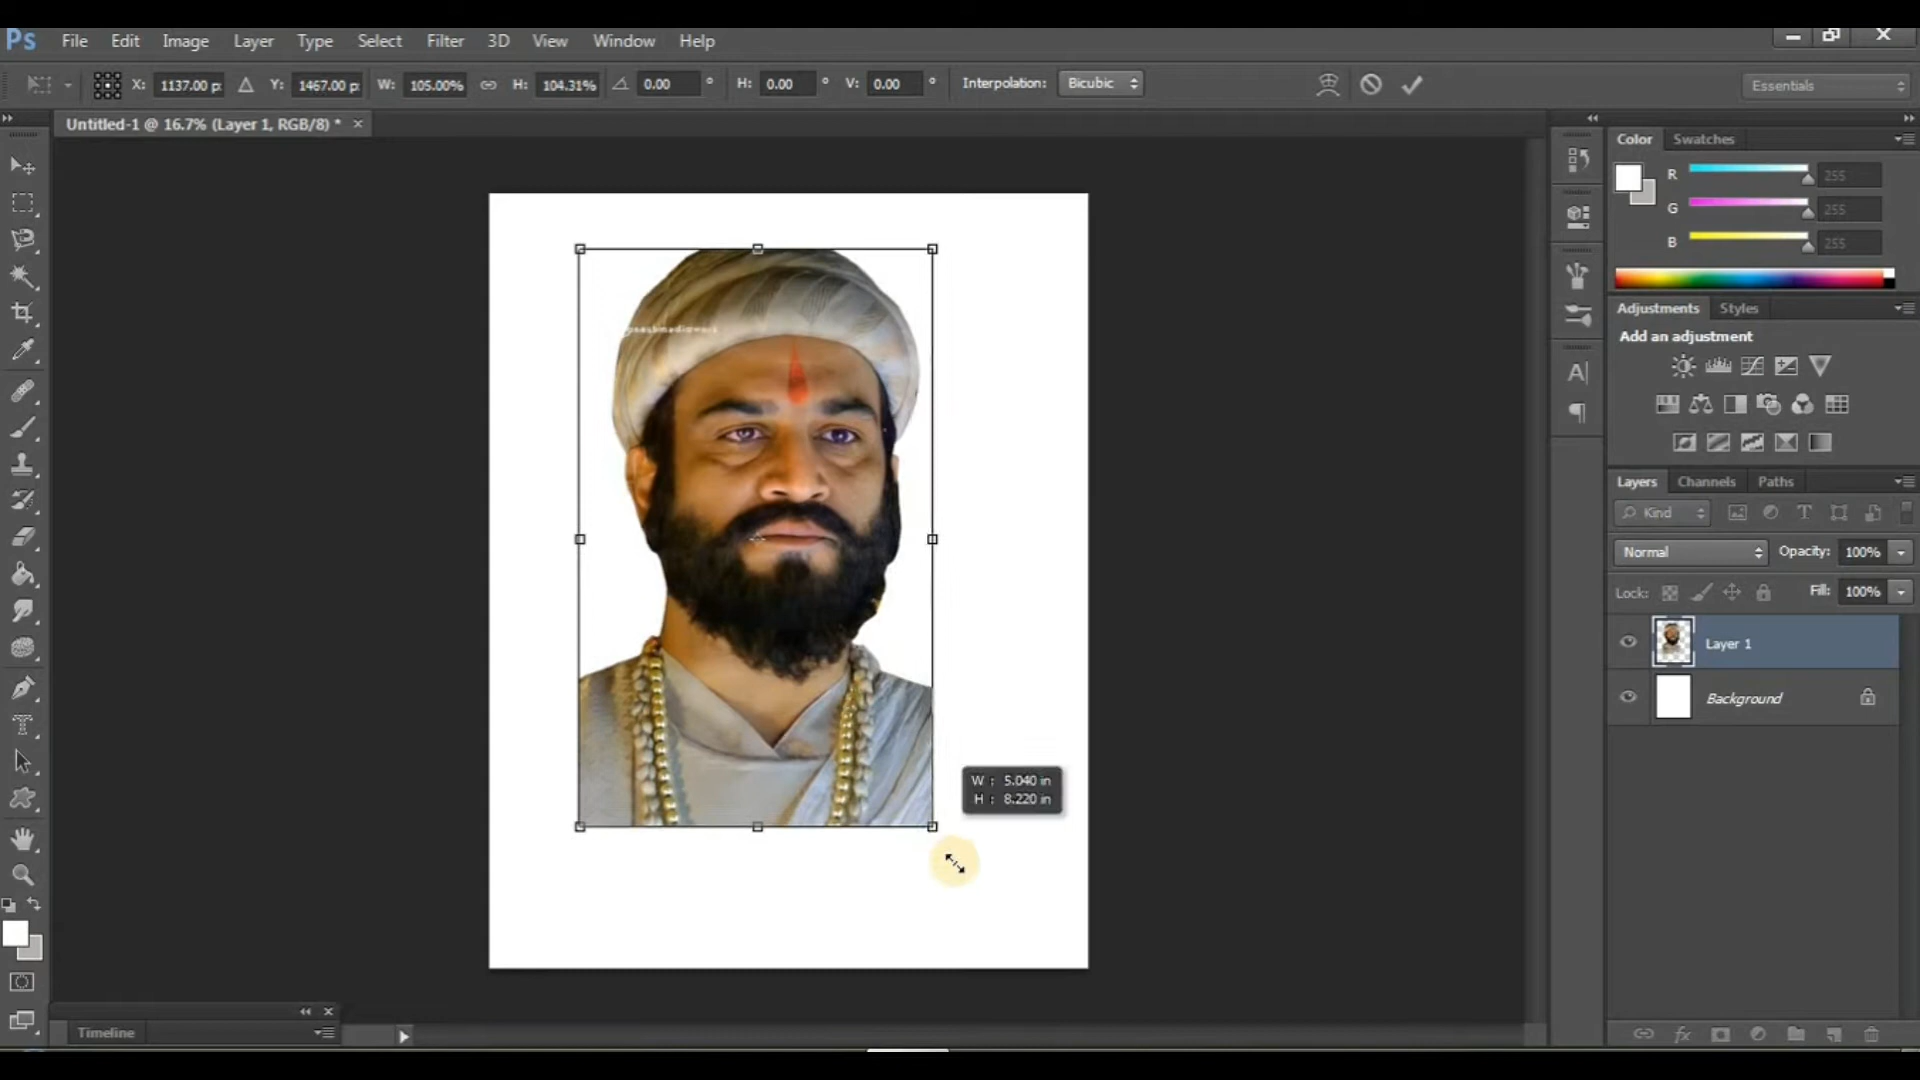 Ps File Edit Image Layer Type Select Filter 3D View Window Help
X: 1137.00 p: Y: 1467.00 p: W: 105.00% H: 104.31% 0.00 ° H: 0.00 ° V: 0.00 ° Interpolation: Bicubic Essentials
Untitled-1 @ 16.7% (Layer 1, RGB/8) * ×
Color Swatches
R 255
G 255
B 255
Adjustments Styles
Add an adjustment
Layers Channels Paths
Kind
Normal Opacity: 100%
Lock: Fill: 100%
Layer 1
Background
W : 5.040 in
H : 8.220 in
Timeline